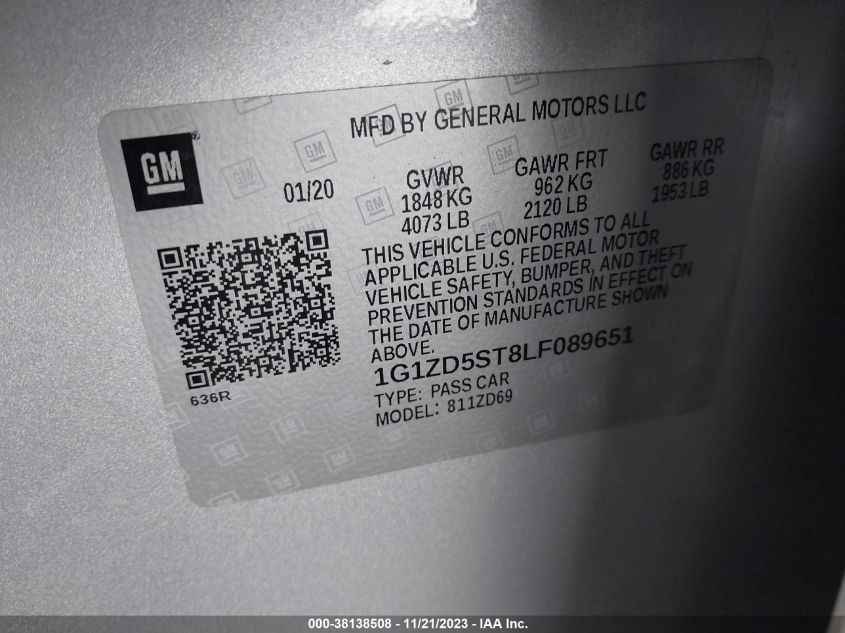 MFD BY GENERAL MOTORS LLC
GM
01/20
GVWR
1848 KG
4073 LB
GAWR FRT
962 KG
2120 LB
GAWR RR
886 KG
1953 LB
THIS VEHICLE CONFORMS TO ALL
APPLICABLE U.S. FEDERAL MOTOR
VEHICLE SAFETY, BUMPER, AND THEFT
PREVENTION STANDARDS IN EFFECT ON
THE DATE OF MANUFACTURE SHOWN
ABOVE.
1G1ZD5ST8LF089651
TYPE: PASS CAR
MODEL: 811ZD69
636R
000-38138508 - 11/21/2023 - IAA Inc.